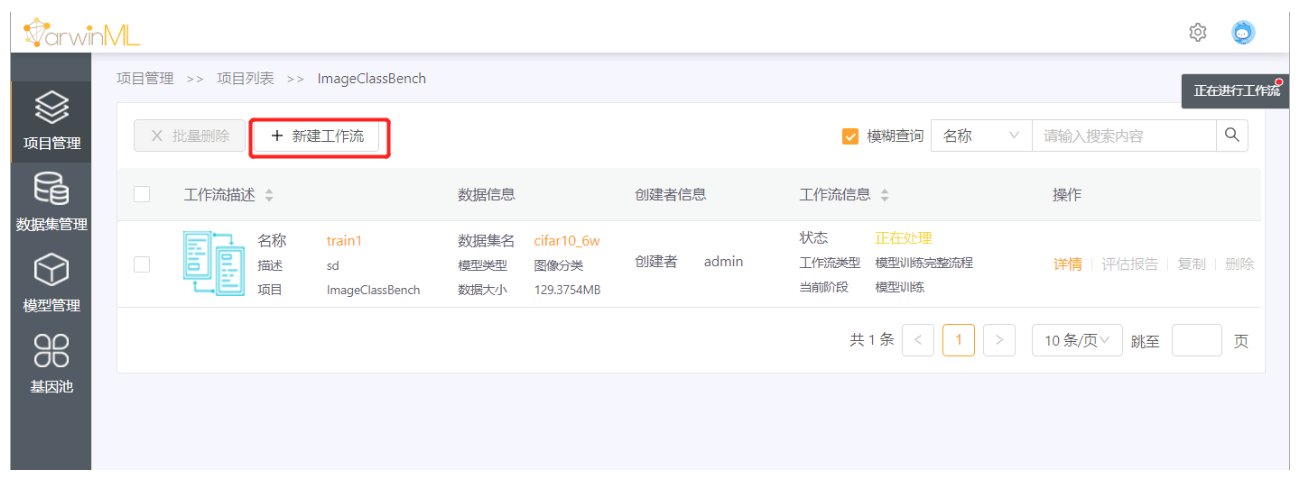 DarwinML
项目管理 >> 项目列表 >> ImageClassBench
正在进行工作流
项目管理
数据集管理
模型管理
基因池
X 批量删除 + 新建工作流 模糊查询 名称 请输入搜索内容
工作流描述 数据信息 创建者信息 工作流信息 操作
名称 train1 数据集名 cifar10_6w 状态 正在处理
描述 sd 模型类型 图像分类 创建者 admin 工作流类型 模型训练完整流程 详情 评估报告 复制 删除
项目 ImageClassBench 数据大小 129.3754MB 当前阶段 模型训练
共 1 条 < 1 > 10 条/页 跳至 页